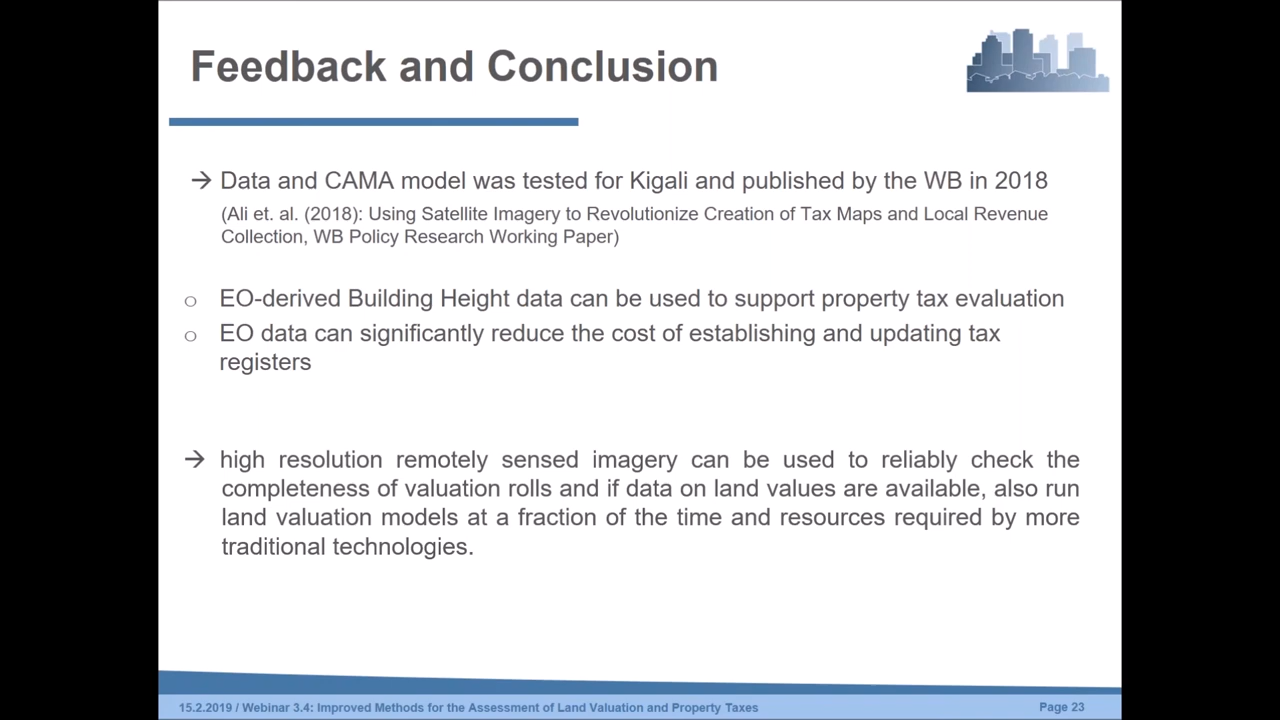 Feedback and Conclusion
→ Data and CAMA model was tested for Kigali and published by the WB in 2018
(Ali et. al. (2018): Using Satellite Imagery to Revolutionize Creation of Tax Maps and Local Revenue
Collection, WB Policy Research Working Paper)
○ EO-derived Building Height data can be used to support property tax evaluation
○ EO data can significantly reduce the cost of establishing and updating tax
registers
→ high resolution remotely sensed imagery can be used to reliably check the
completeness of valuation rolls and if data on land values are available, also run
land valuation models at a fraction of the time and resources required by more
traditional technologies.
15.2.2019 / Webinar 3.4: Improved Methods for the Assessment of Land Valuation and Property Taxes
Page 23